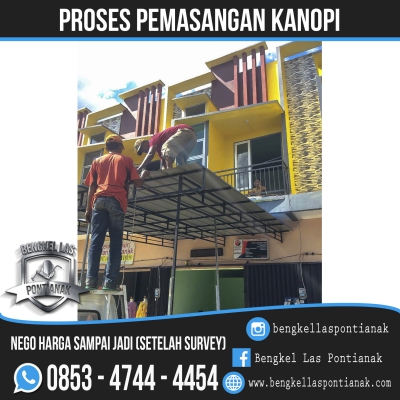 PROSES PEMASANGAN KANOPI
BENGKEL LAS
PONTIANAK
NEGO HARGA SAMPAI JADI (SETELAH SURVEY)
0853 - 4744 - 4454
bengkellaspontianak
Bengkel Las Pontianak
www.bengkellaspontianak.com